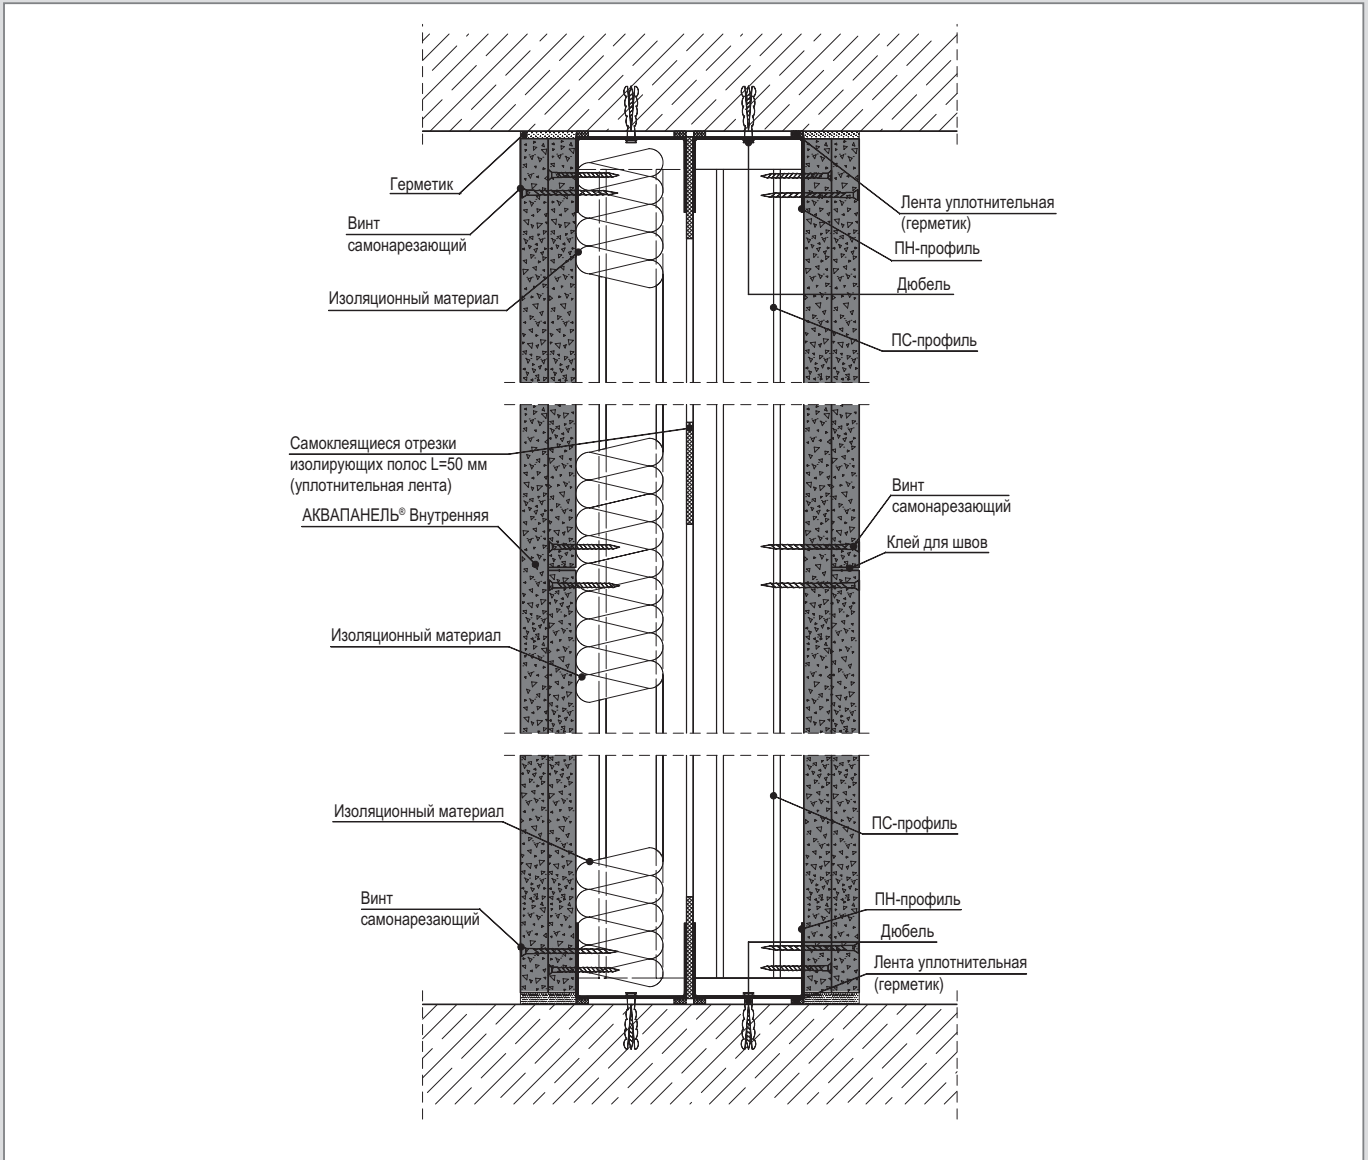 Герметик
Винт
самонарезающий
Изоляционный материал
Лента уплотнительная
(герметик)
ПН-профиль
Дюбель
ПС-профиль
Самоклеящиеся отрезки
изолирующих полос L=50 мм
(уплотнительная лента)
АКВАПАНЕЛЬ® Внутренняя
Винт
самонарезающий
Клей для швов
Изоляционный материал
Изоляционный материал
ПС-профиль
Винт
самонарезающий
ПН-профиль
Дюбель
Лента уплотнительная
(герметик)